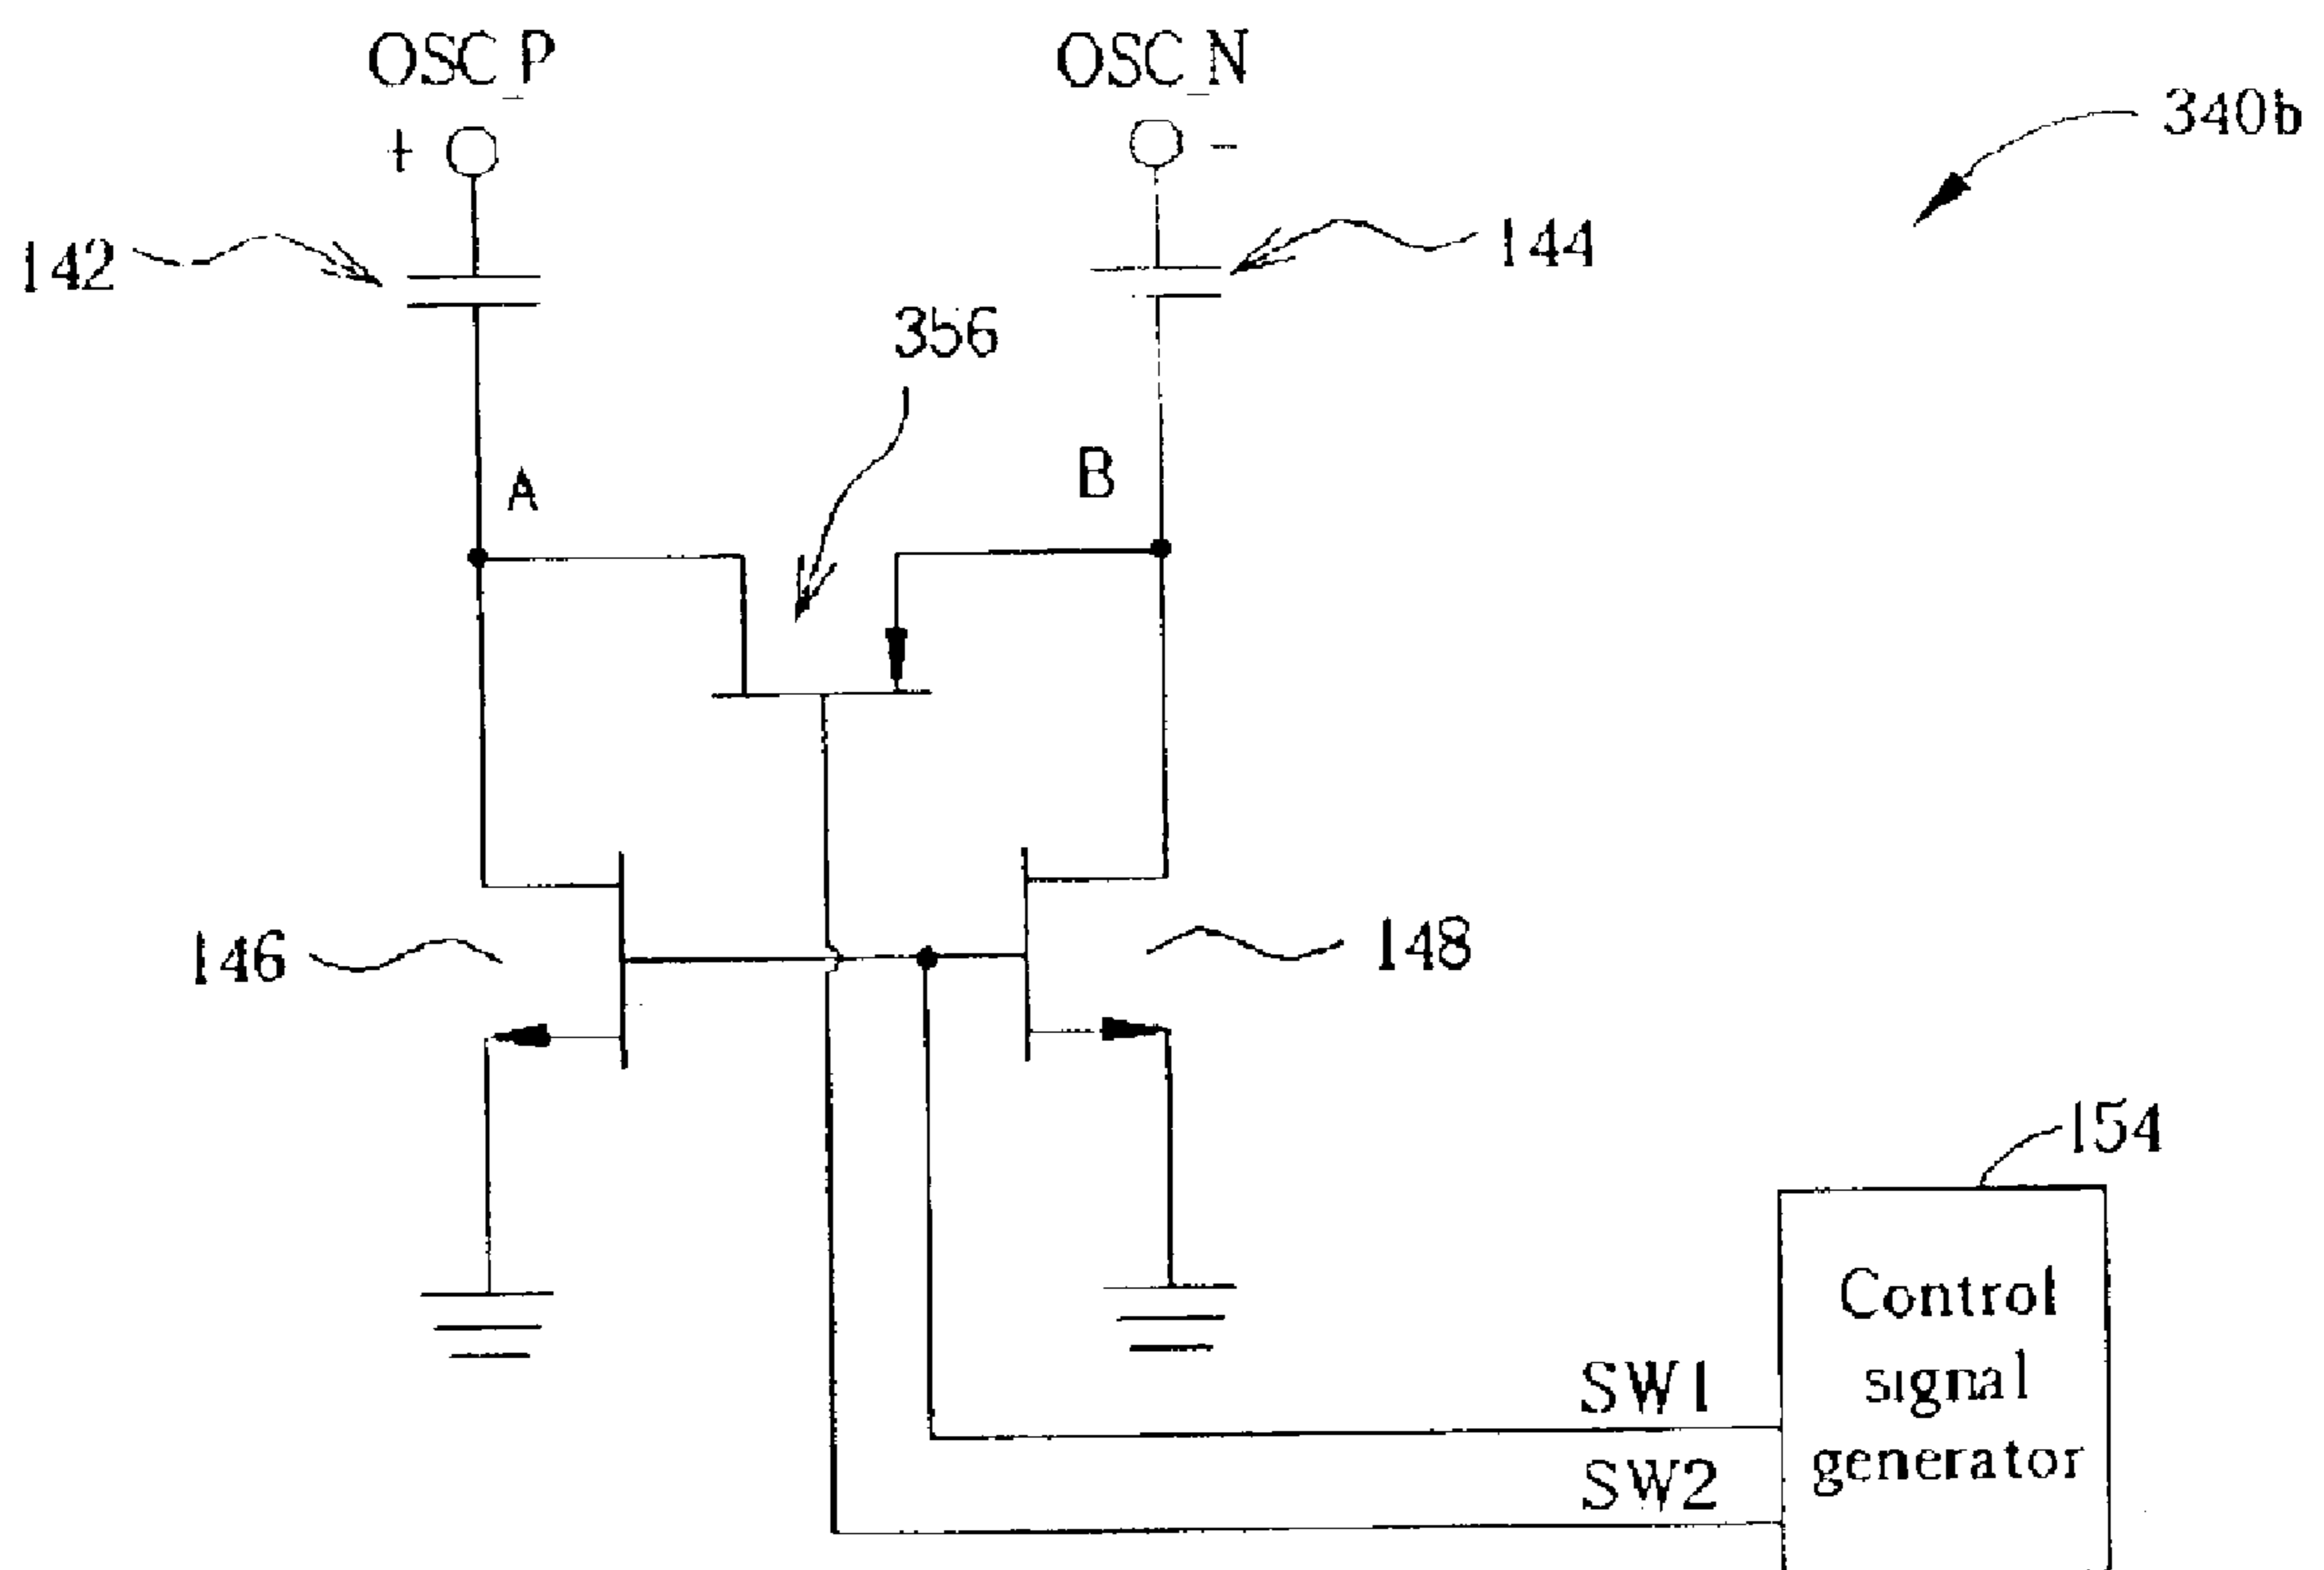 OSC_P
OSC_N
+
-
340b
142
144
356
A
B
146
148
154
Control
signal
generator
SW1
SW2